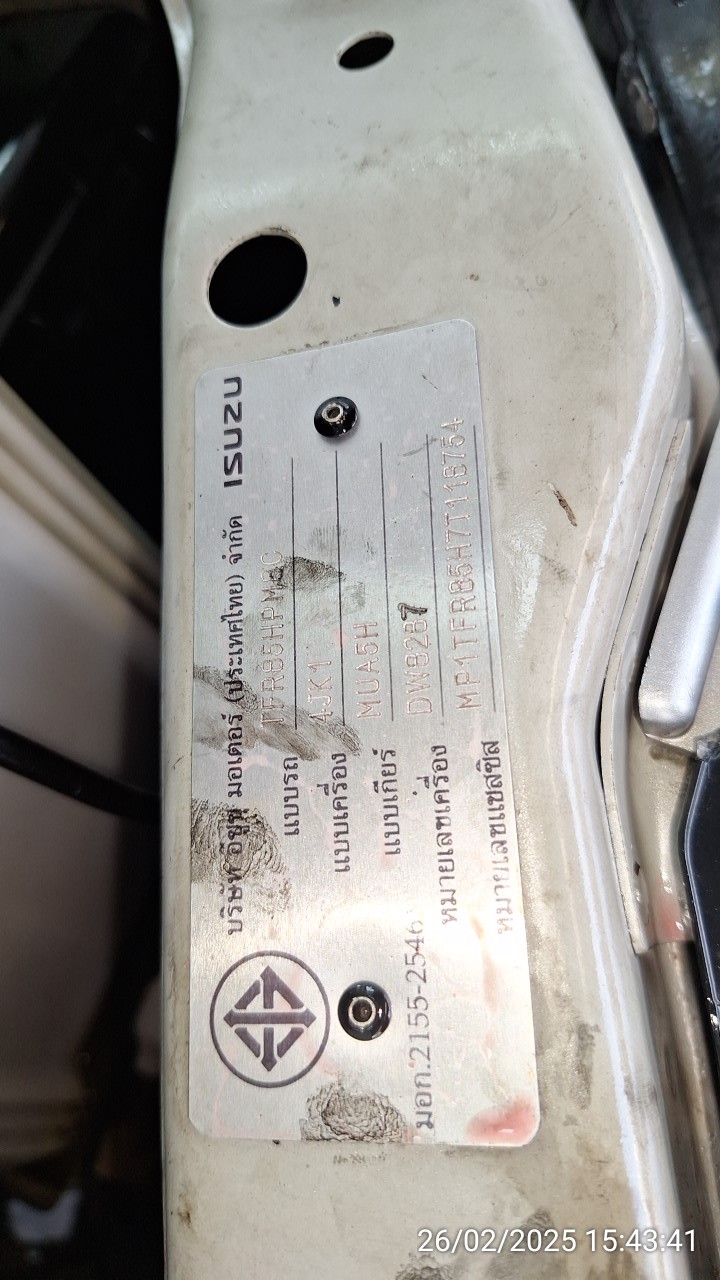 บริษัท อีซูซุ มอเตอร์ (ประเทศไทย) จำกัด ISUZU
แบบรถ
แบบเครื่อง 4JK1
แบบเกียร์ MUA5H
หมายเลขเครื่อง
หมายเลขแชสซิส
มอก.2155-2546
26/02/2025 15:43:41